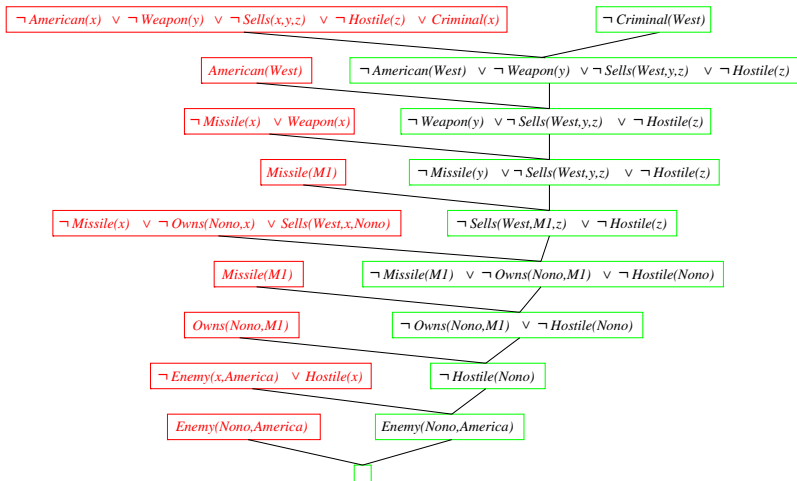 ¬ American(x) ∨ ¬ Weapon(y) ∨ ¬ Sells(x,y,z) ∨ ¬ Hostile(z) ∨ Criminal(x) ¬ Criminal(West)
American(West) ¬ American(West) ∨ ¬ Weapon(y) ∨ ¬ Sells(West,y,z) ∨ ¬ Hostile(z)
¬ Missile(x) ∨ Weapon(x) ¬ Weapon(y) ∨ ¬ Sells(West,y,z) ∨ ¬ Hostile(z)
Missile(M1) ¬ Missile(y) ∨ ¬ Sells(West,y,z) ∨ ¬ Hostile(z)
¬ Missile(x) ∨ ¬ Owns(Nono,x) ∨ Sells(West,x,Nono) ¬ Sells(West,M1,z) ∨ ¬ Hostile(z)
Missile(M1) ¬ Missile(M1) ∨ ¬ Owns(Nono,M1) ∨ ¬ Hostile(Nono)
Owns(Nono,M1) ¬ Owns(Nono,M1) ∨ ¬ Hostile(Nono)
¬ Enemy(x,America) ∨ Hostile(x) ¬ Hostile(Nono)
Enemy(Nono,America) Enemy(Nono,America)